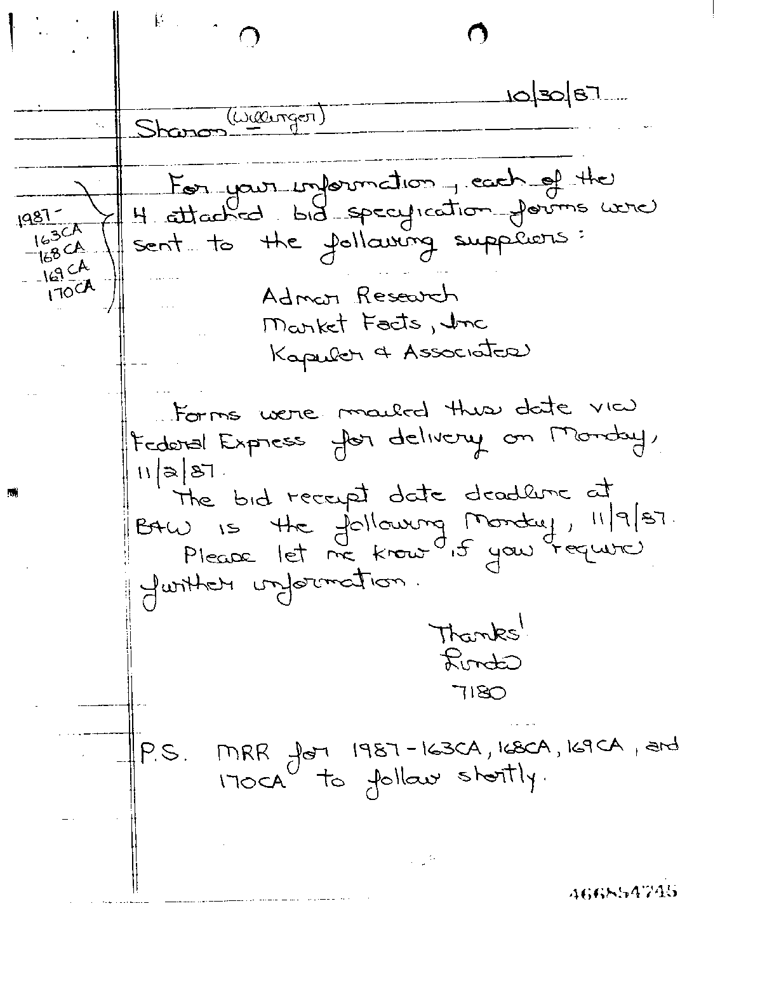 10/30/87
(Willinger)
Sharon
For your information, each of the
1987-
163CA
168CA
169CA
170CA
4 attached bid specification forms were
sent to the following suppliers:
Admar Research
Market Facts, Inc
Kapuler & Associates
Forms were mailed this date via
Federal Express for delivery on Monday,
11/2/87.
The bid receipt date deadline at
B&W is the following Monday, 11/9/87.
Please let me know if you require
further information.
Thanks!
Linda
7180
P.S. MRR for 1987-163CA, 168CA, 169CA, and
170CA to follow shortly.
466854745